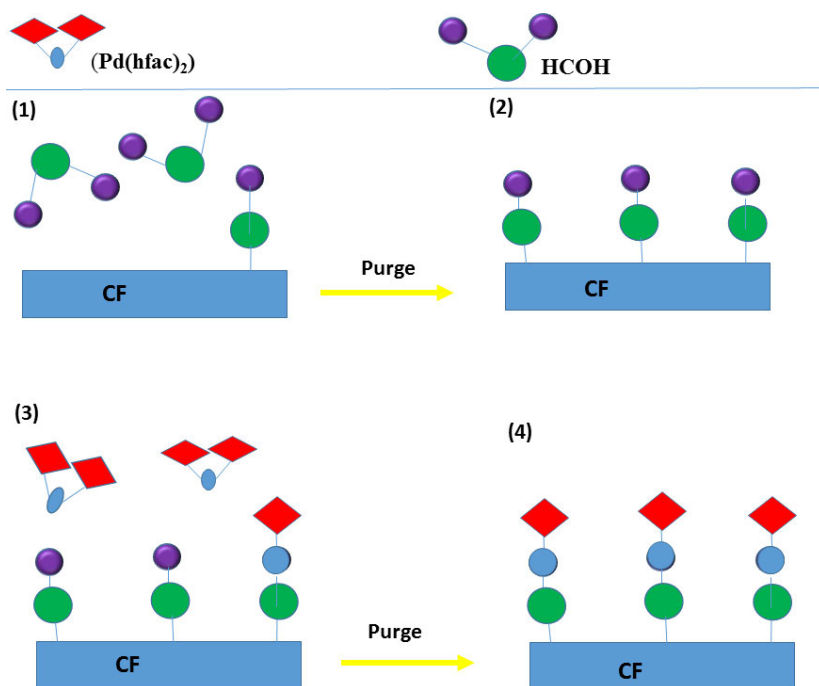 (Pd(hfac)₂)
HCOH
(1)
(2)
CF
Purge
CF
(3)
(4)
CF
Purge
CF